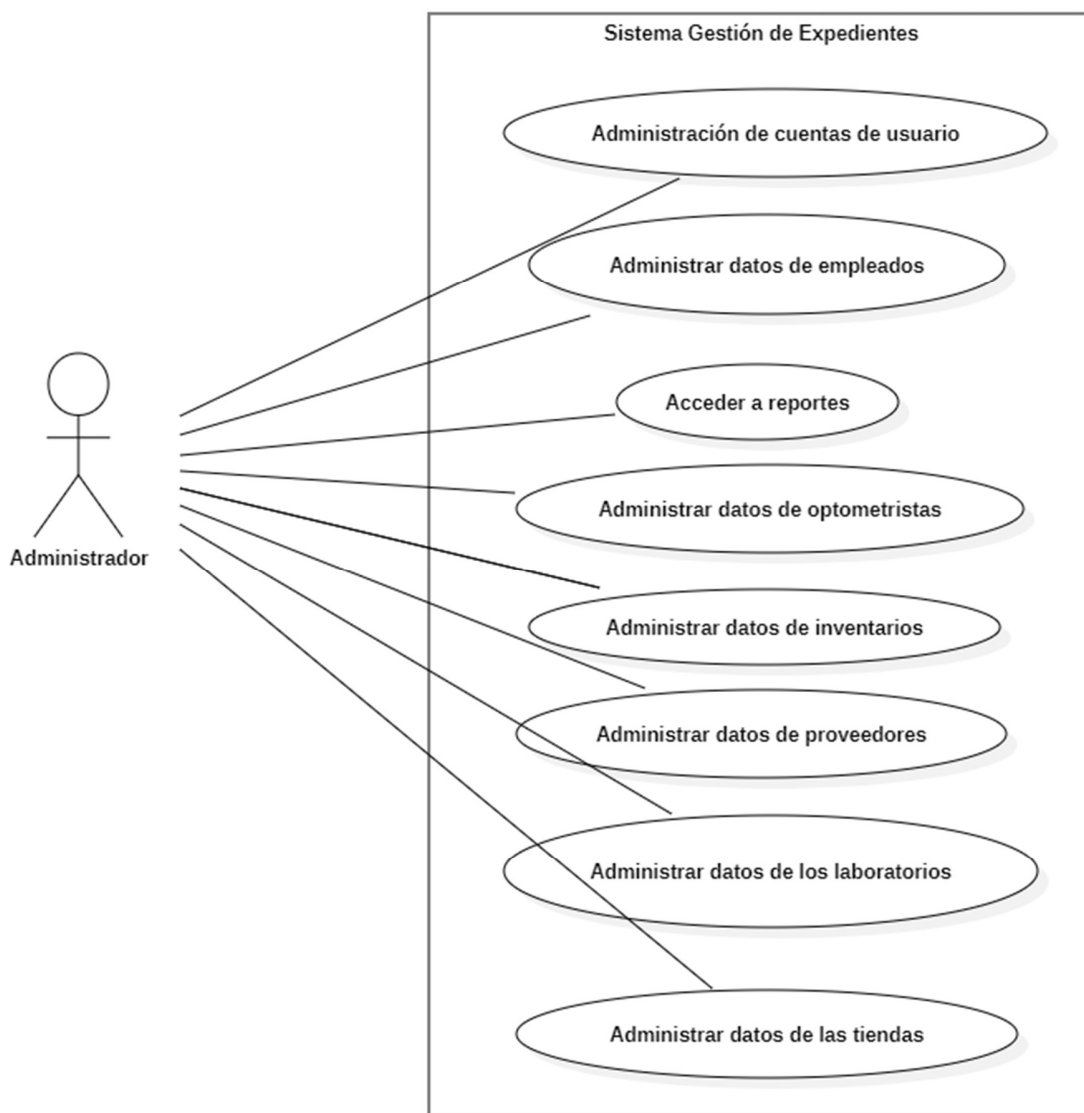 Sistema Gestión de Expedientes
Administración de cuentas de usuario
Administrar datos de empleados
Acceder a reportes
Administrar datos de optometristas
Administrador
Administrar datos de inventarios
Administrar datos de proveedores
Administrar datos de los laboratorios
Administrar datos de las tiendas